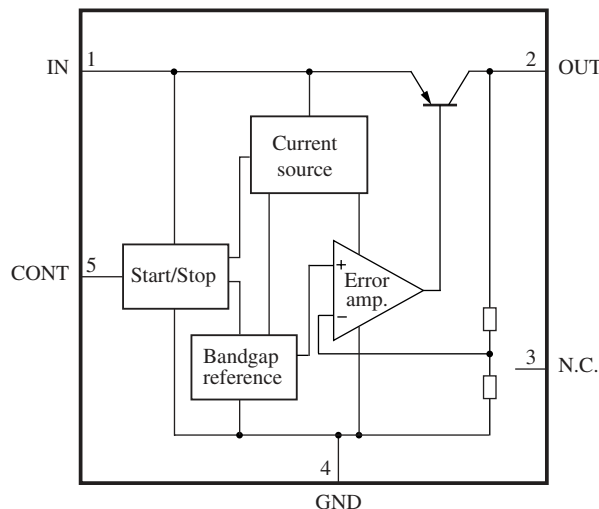 IN
1
2
OUT
Current
source
CONT
5
Start/Stop
+
Error
amp.
−
Bandgap
reference
3
N.C.
4
GND